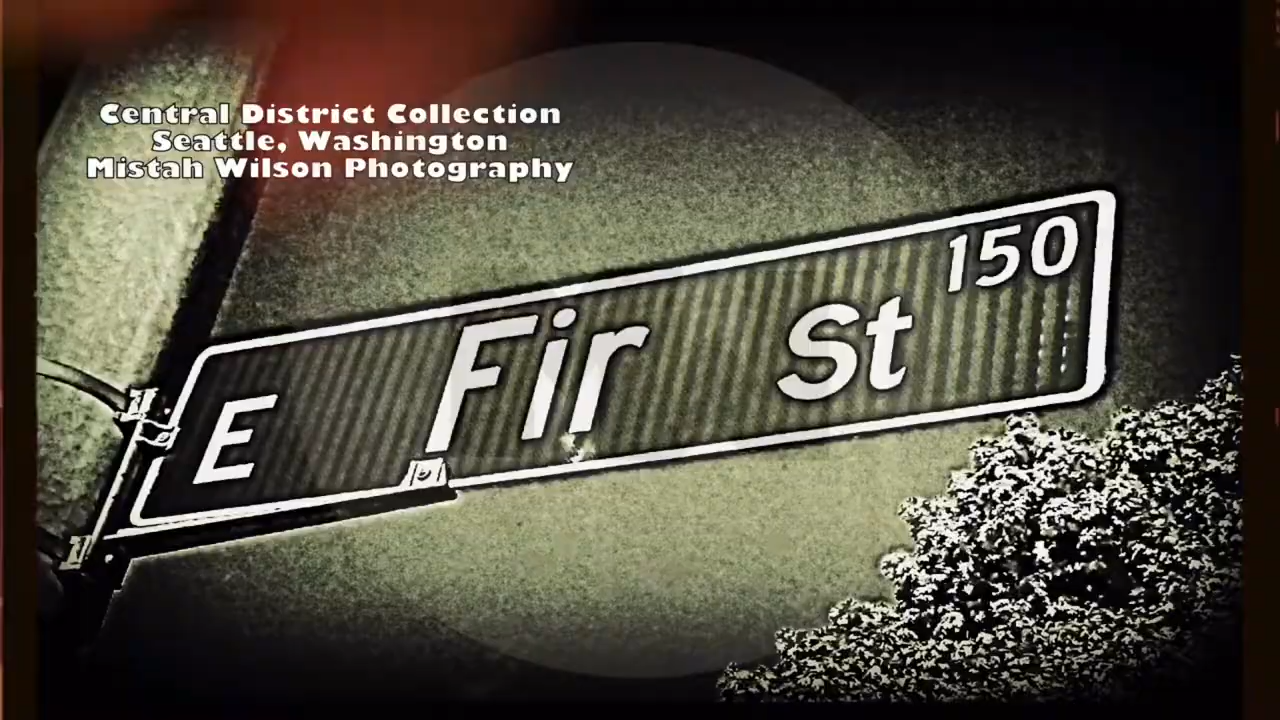 Central District Collection
Seattle, Washington
Mistah Wilson Photography
E Fir St 150